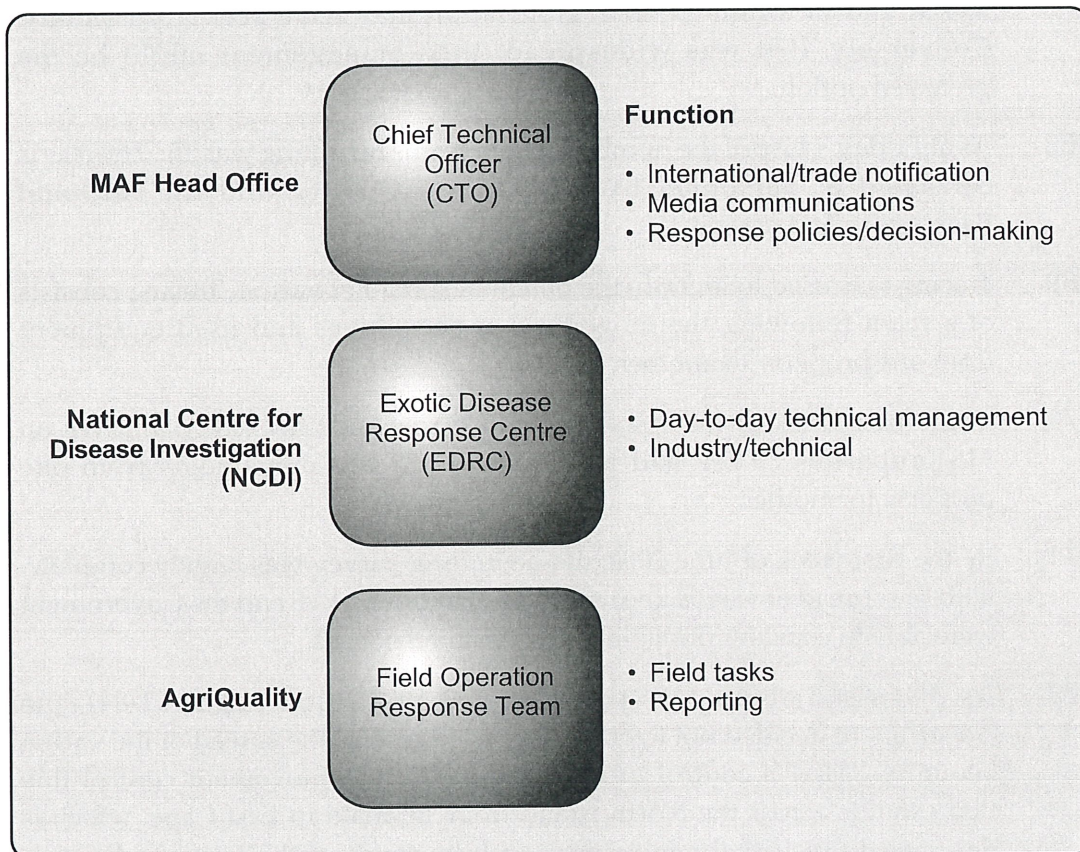 MAF Head Office
Chief Technical
Officer
(CTO)
Function
• International/trade notification
• Media communications
• Response policies/decision-making
National Centre for
Disease Investigation
(NCDI)
Exotic Disease
Response Centre
(EDRC)
• Day-to-day technical management
• Industry/technical
AgriQuality
Field Operation
Response Team
• Field tasks
• Reporting